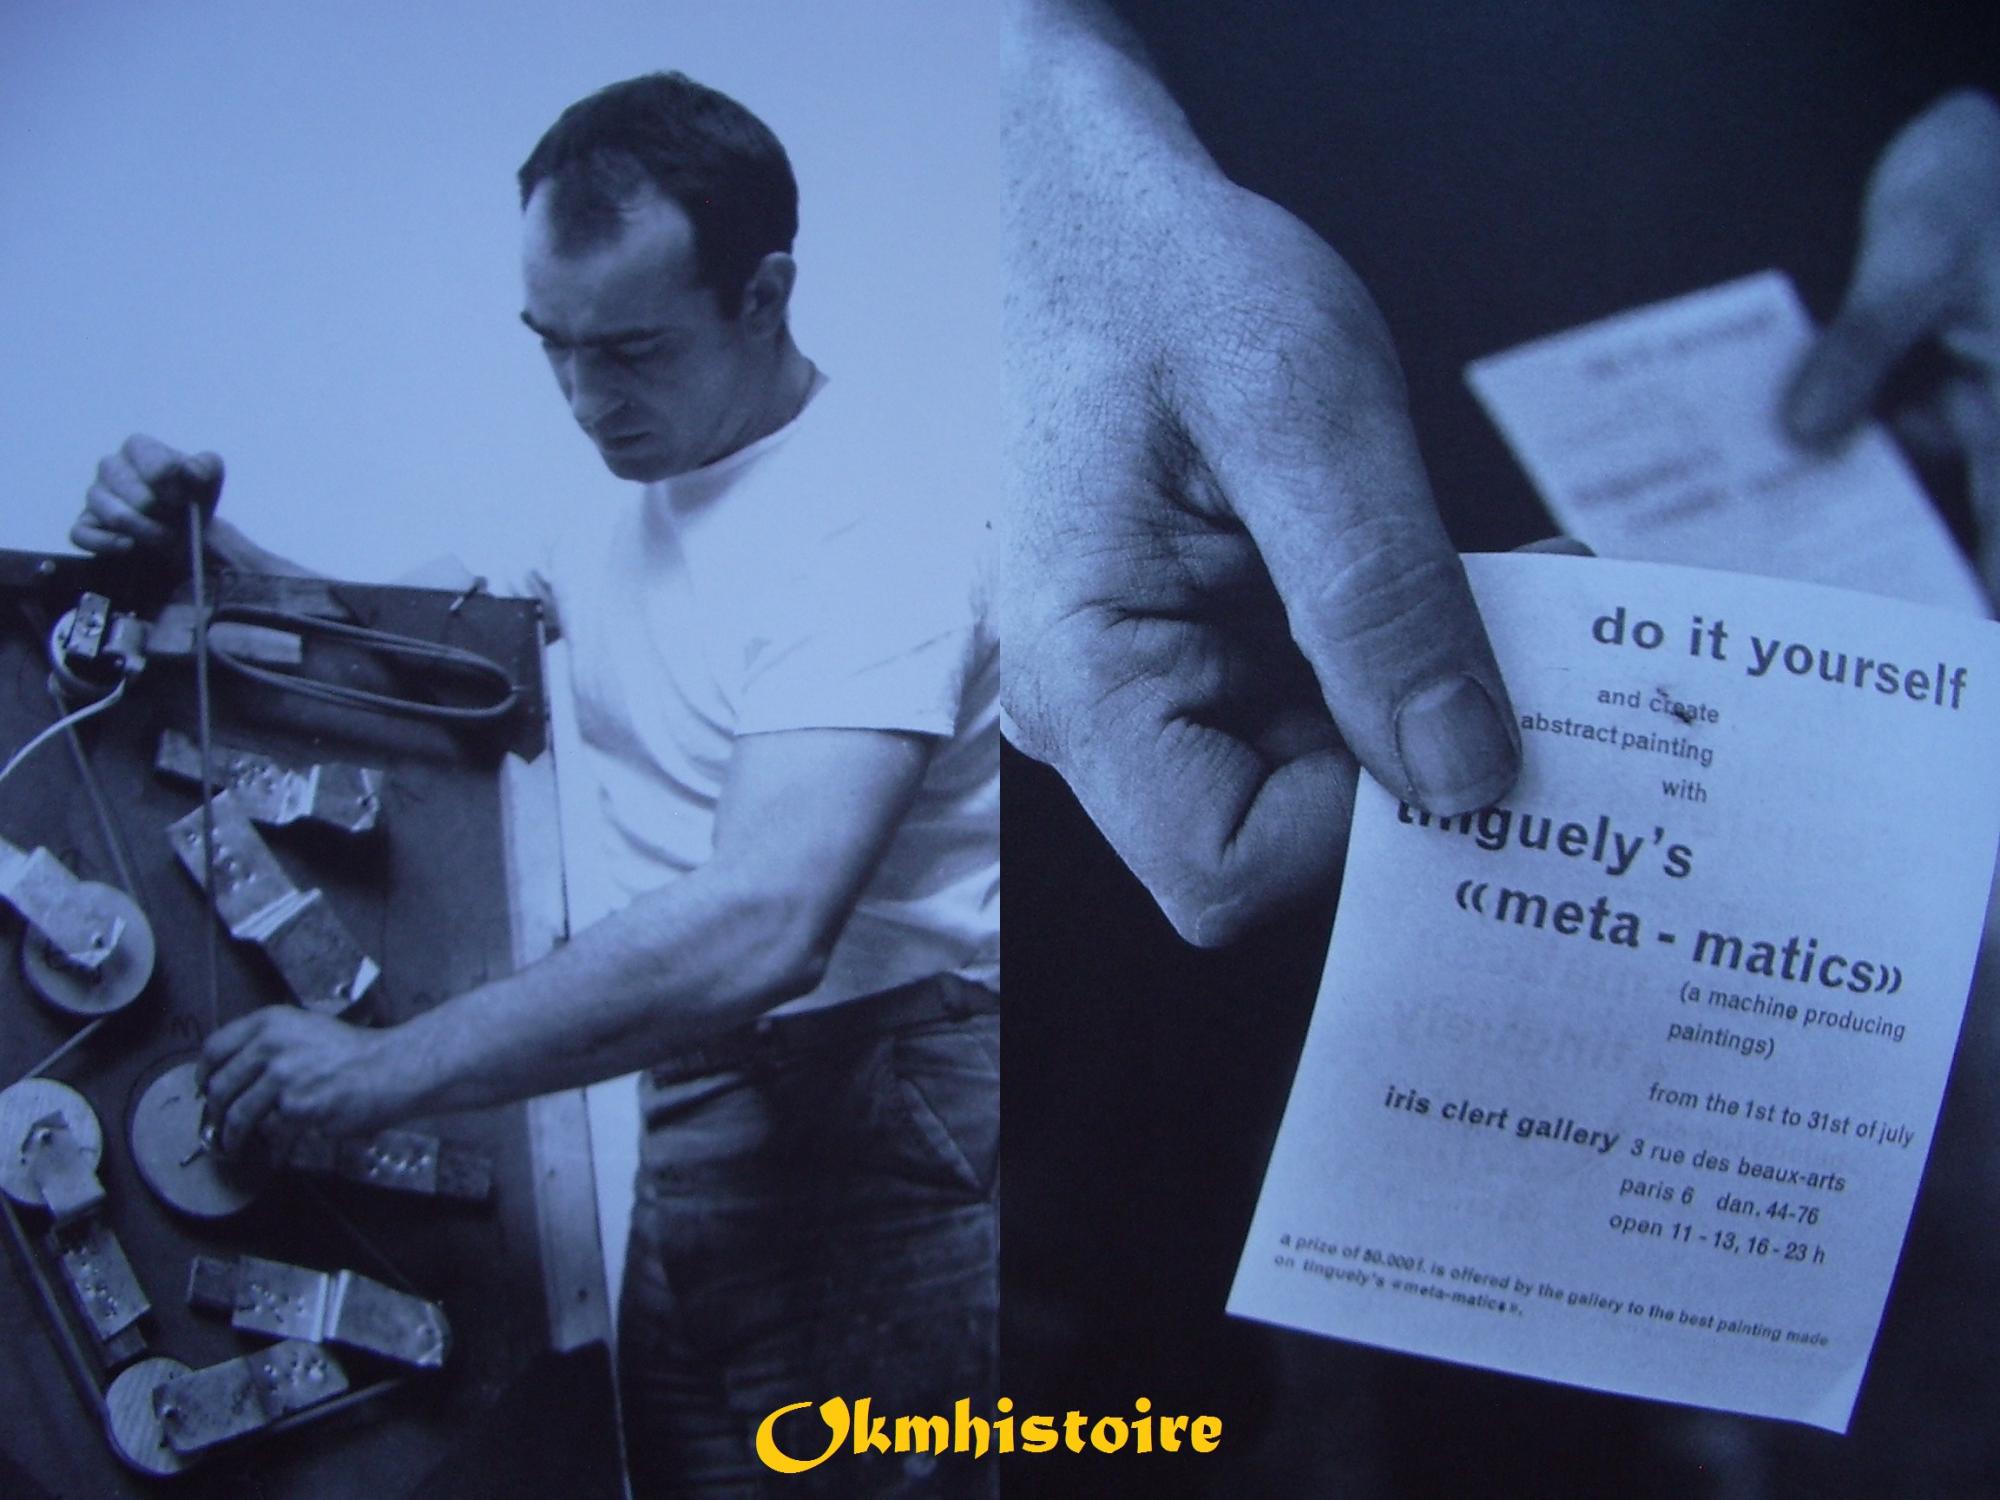 do it yourself
and create
abstract painting
with
tinguely's
«meta - matics»
(a machine producing
paintings)
from the 1st to 31st of july
iris clert gallery 3 rue des beaux-arts
paris 6 dan. 44-76
open 11 - 13, 16 - 23 h
a prize of 50.000 f. is offered by the gallery to the best painting made
on tinguely's «meta-matics».
Okmhistoire